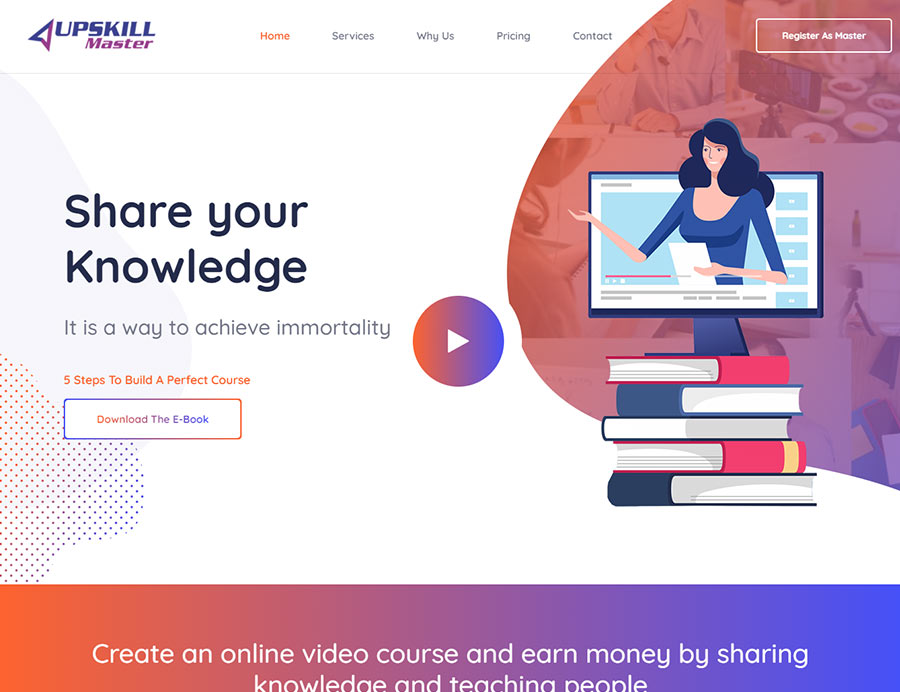 UPSKILL
Master
Home
Services
Why Us
Pricing
Contact
Register As Master
Share your
Knowledge
It is a way to achieve immortality
5 Steps To Build A Perfect Course
Download The E-Book
Create an online video course and earn money by sharing
knowledge and teaching people